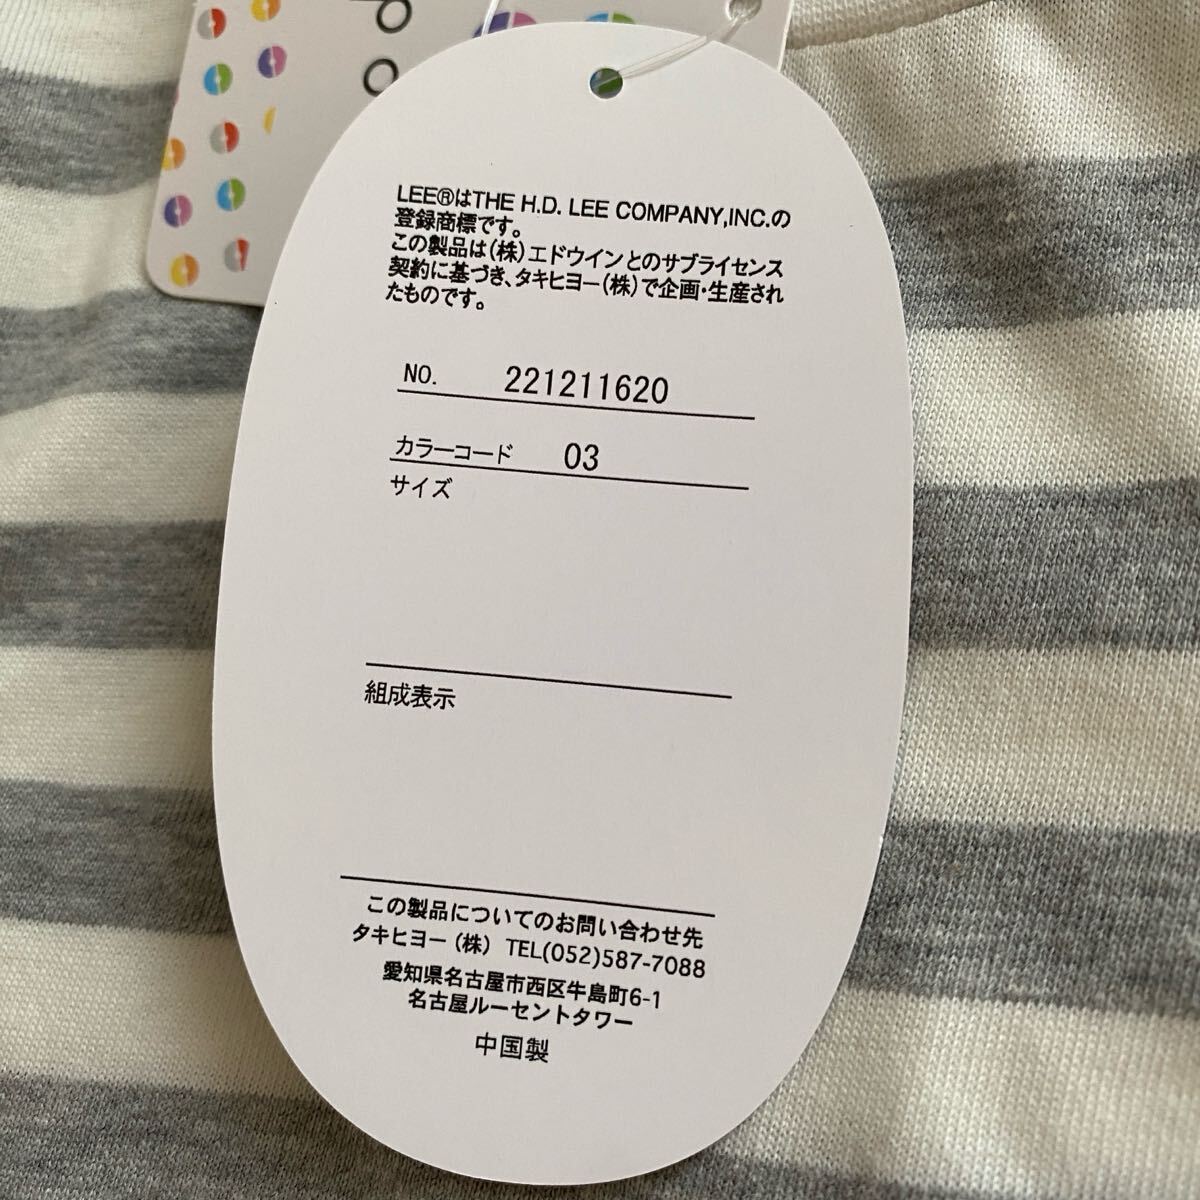 LEE®はTHE H.D. LEE COMPANY,INC.の
登録商標です。
この製品は(株)エドウインとのサブライセンス
契約に基づき、タキヒヨー(株)で企画・生産され
たものです。
NO. 221211620
カラーコード 03
サイズ
組成表示
この製品についてのお問い合わせ先
タキヒヨー(株) TEL(052)587-7088
愛知県名古屋市西区牛島町6-1
名古屋ルーセントタワー
中国製